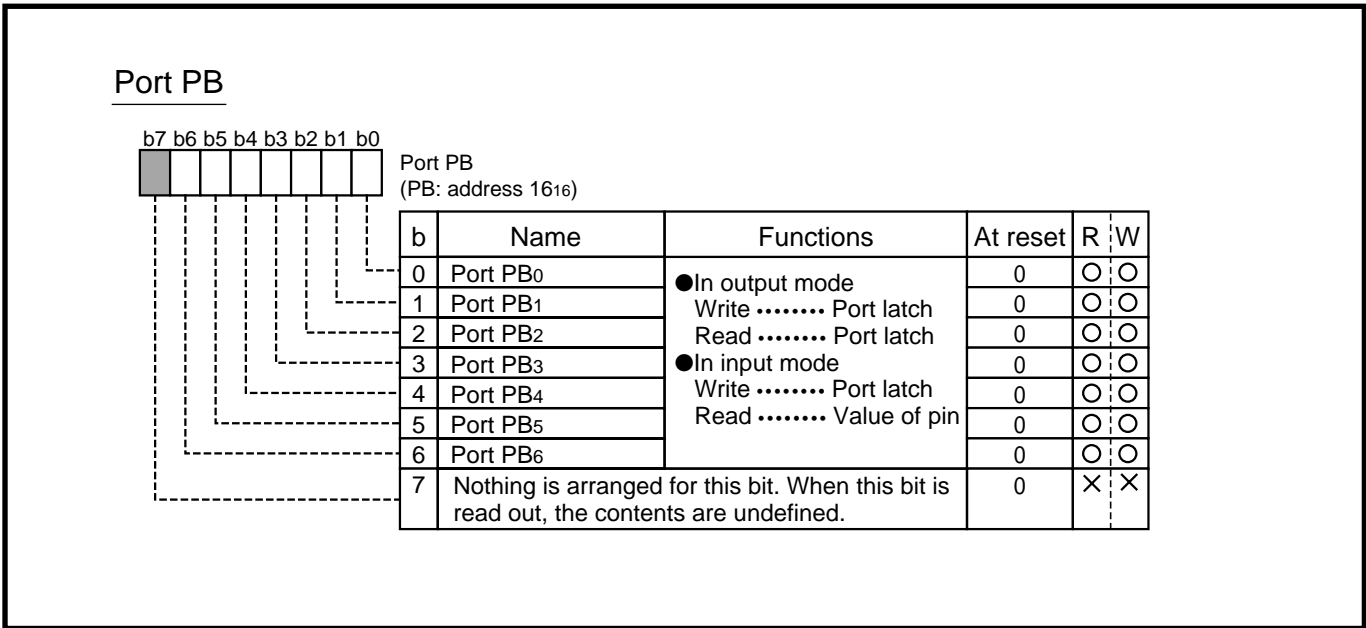 Port PB
b7 b6 b5 b4 b3 b2 b1 b0
Port PB
(PB: address 16₁₆)
b Name Functions At reset R W
0 Port PB₀ 0 ○ ○
1 Port PB₁ 0 ○ ○
2 Port PB₂ 0 ○ ○
3 Port PB₃ 0 ○ ○
4 Port PB₄ 0 ○ ○
5 Port PB₅ 0 ○ ○
6 Port PB₆ 0 ○ ○
●In output mode
Write •••••••• Port latch
Read •••••••• Port latch
●In input mode
Write •••••••• Port latch
Read •••••••• Value of pin
7 Nothing is arranged for this bit. When this bit is 0 × ×
read out, the contents are undefined.